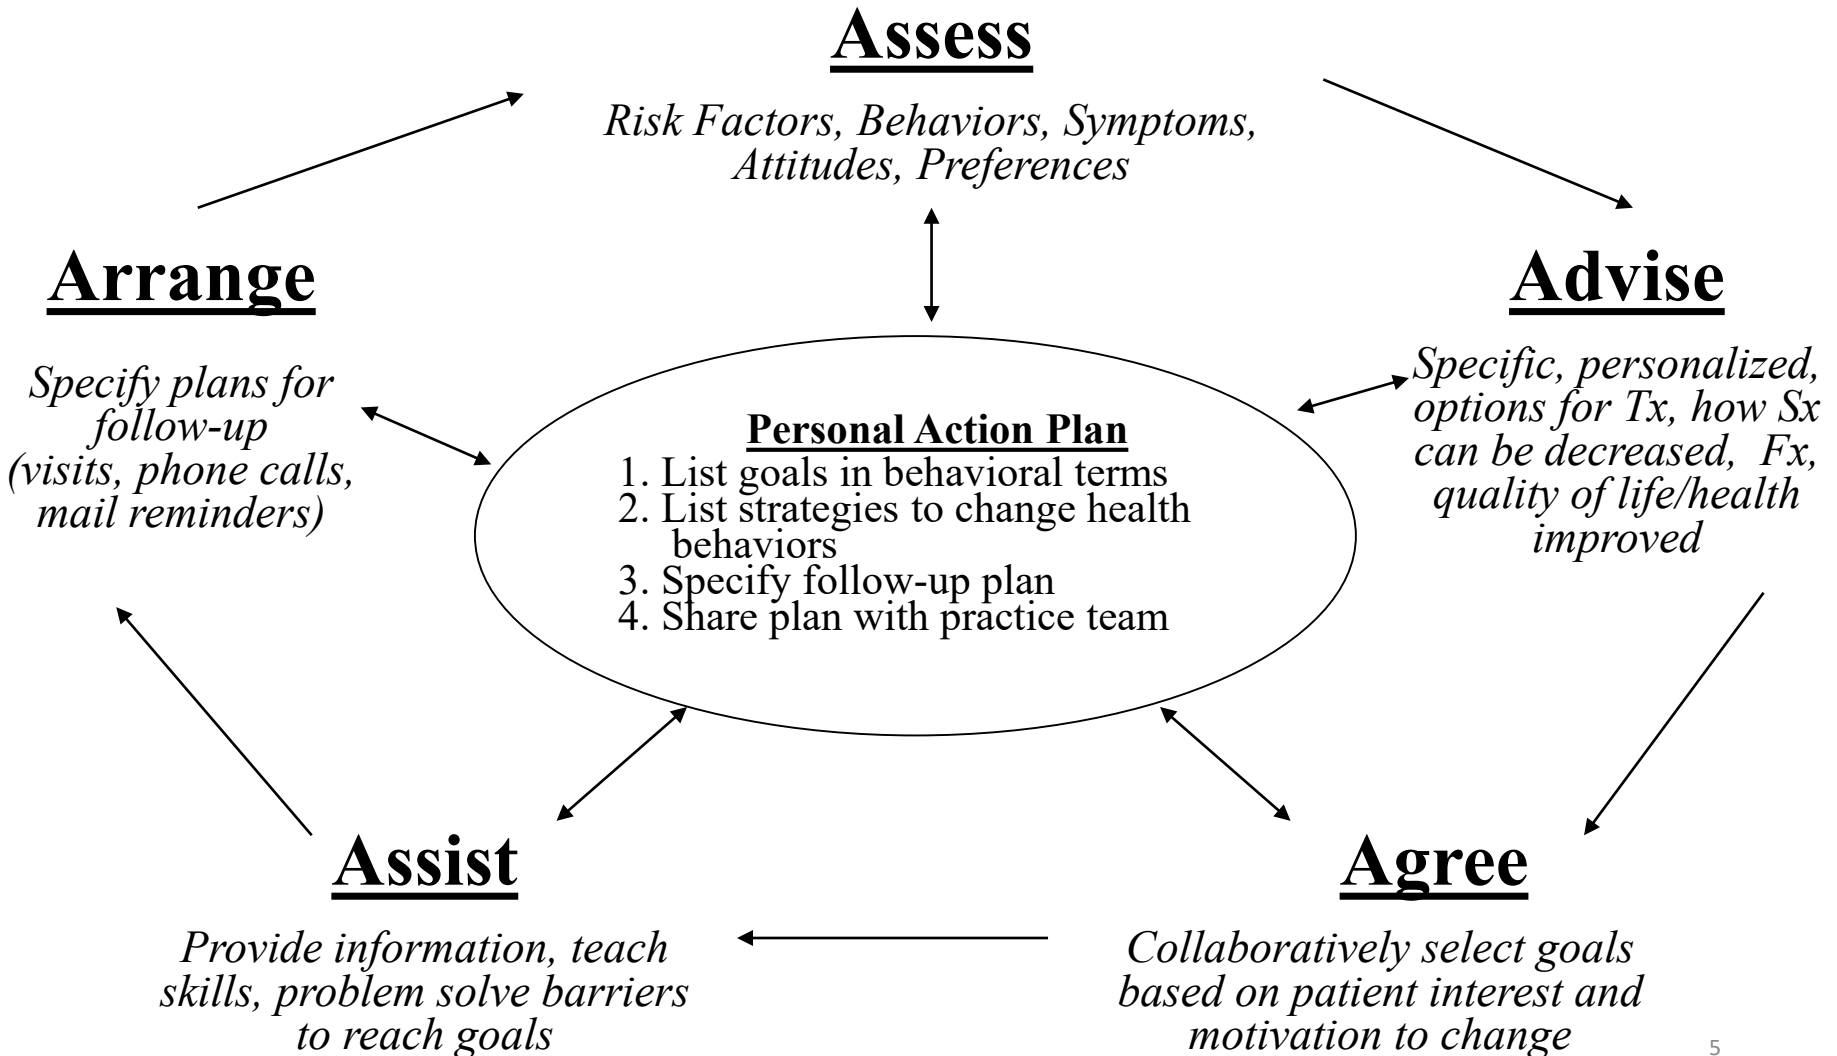 Assess
Risk Factors, Behaviors, Symptoms,
Attitudes, Preferences
Arrange
Specify plans for
follow-up
(visits, phone calls,
mail reminders)
Advise
Specific, personalized,
options for Tx, how Sx
can be decreased,  Fx,
quality of life/health
improved
Personal Action Plan
1. List goals in behavioral terms
2. List strategies to change health
behaviors
3. Specify follow-up plan
4. Share plan with practice team
Assist
Provide information, teach
skills, problem solve barriers
to reach goals
Agree
Collaboratively select goals
based on patient interest and
motivation to change
5